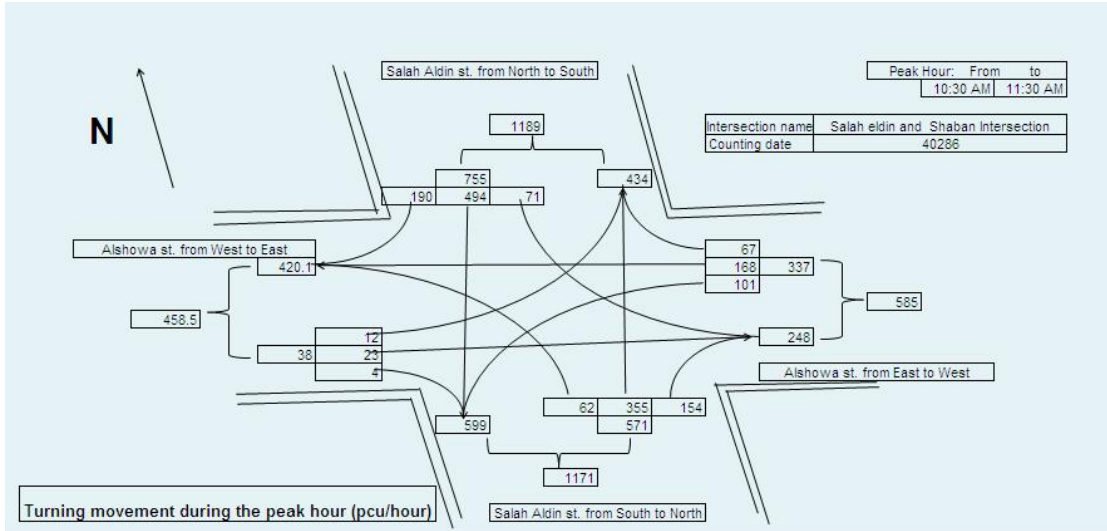 Salah Aldin st. from North to South
Peak Hour: From to
10:30 AM 11:30 AM
N
1189
Intersection name Salah eldin and Shaban Intersection
Counting date 40286
755
434
190 494 71
Alshowa st. from West to East
67
420.1
168 337
101
585
458.5
12
248
38 23
4
Alshowa st. from East to West
62 355 154
599
571
1171
Turning movement during the peak hour (pcu/hour)
Salah Aldin st. from South to North